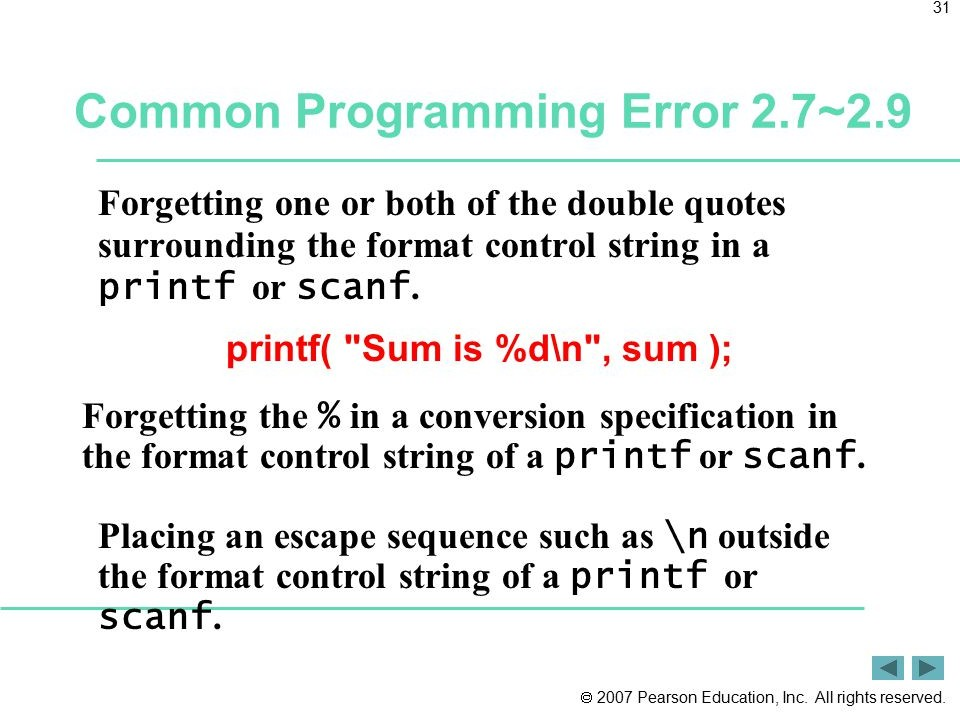 31
Common Programming Error 2.7~2.9
Forgetting one or both of the double quotes
surrounding the format control string in a
printf or scanf.
printf( "Sum is %d\n", sum );
Forgetting the % in a conversion specification in
the format control string of a printf or scanf.
Placing an escape sequence such as \n outside
the format control string of a printf or
scanf.
© 2007 Pearson Education, Inc. All rights reserved.